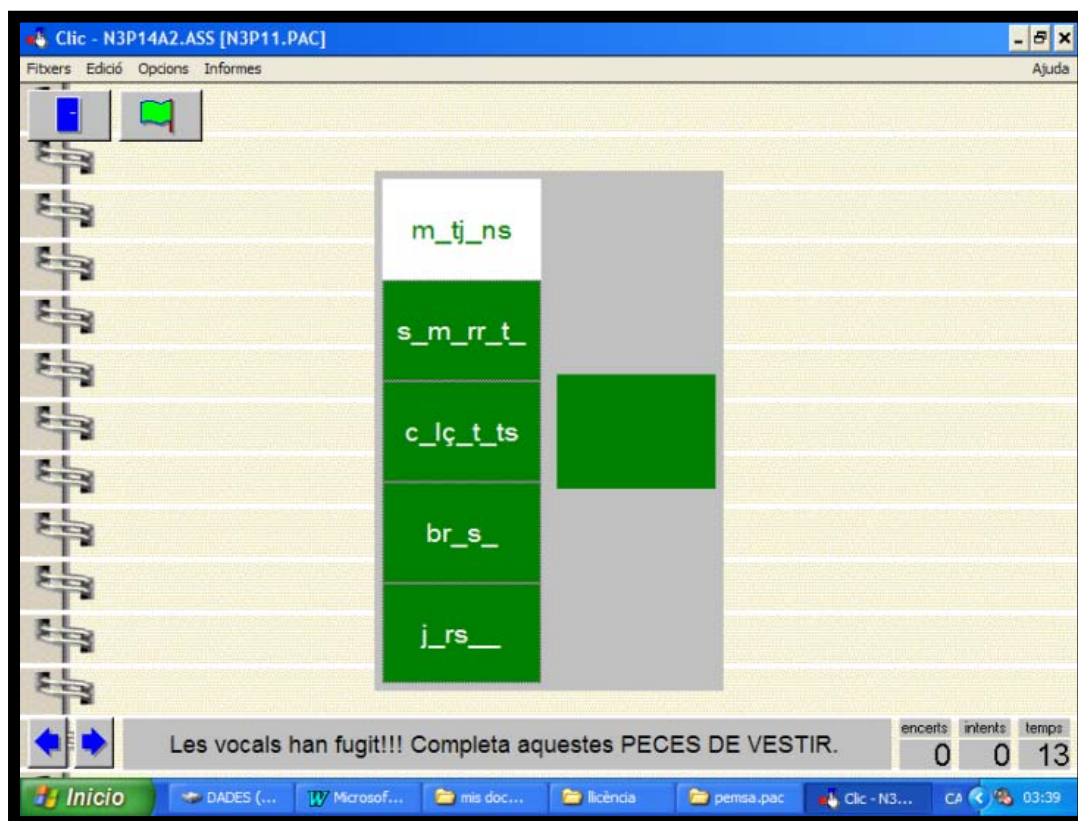 Clic - N3P14A2.ASS [N3P11.PAC]
Fitxers Edició Opcions Informes Ajuda
m_tj_ns
s_m_rr_t_
c_lç_t_ts
br_s_
j_rs__
Les vocals han fugit!!! Completa aquestes PECES DE VESTIR.
encerts intents temps
0 0 13
Inicio DADES (... Microsof... mis doc... llicència pemsa.pac Clic - N3... CA 03:39